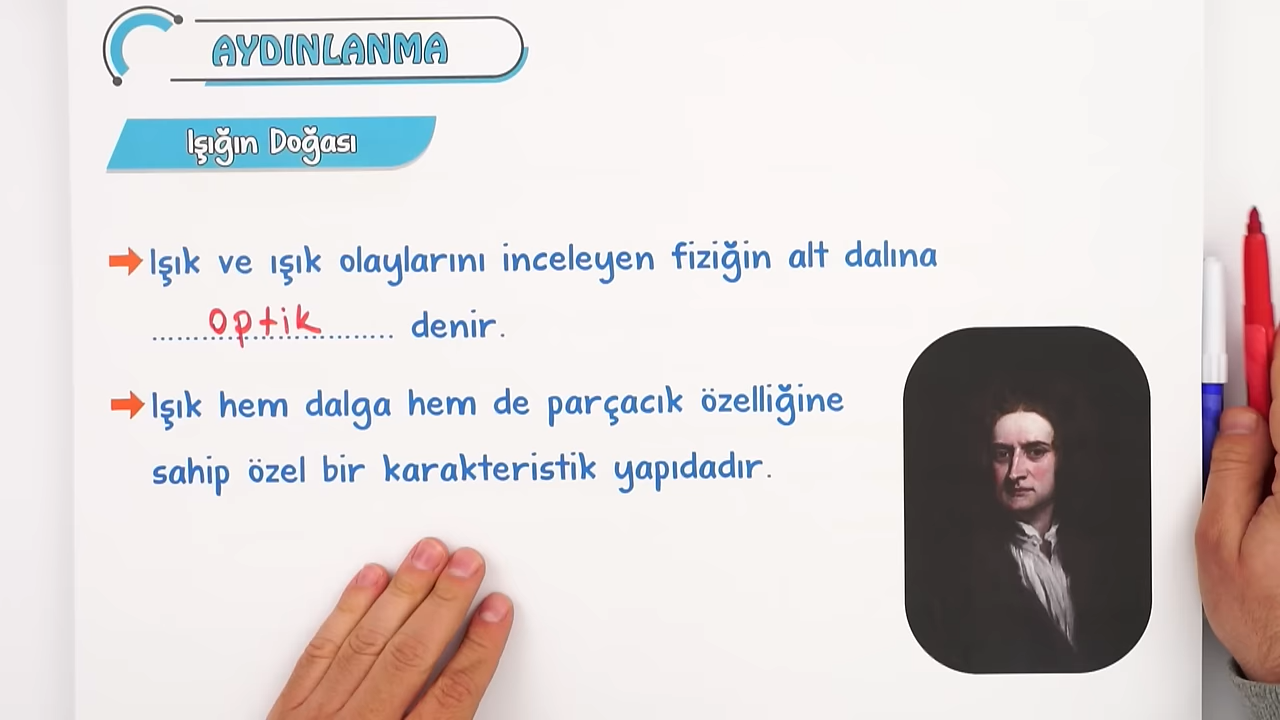 AYDINLANMA
Işığın Doğası
Işık ve ışık olaylarını inceleyen fiziğin alt dalına
optik denir.
Işık hem dalga hem de parçacık özelliğine
sahip özel bir karakteristik yapıdadır.